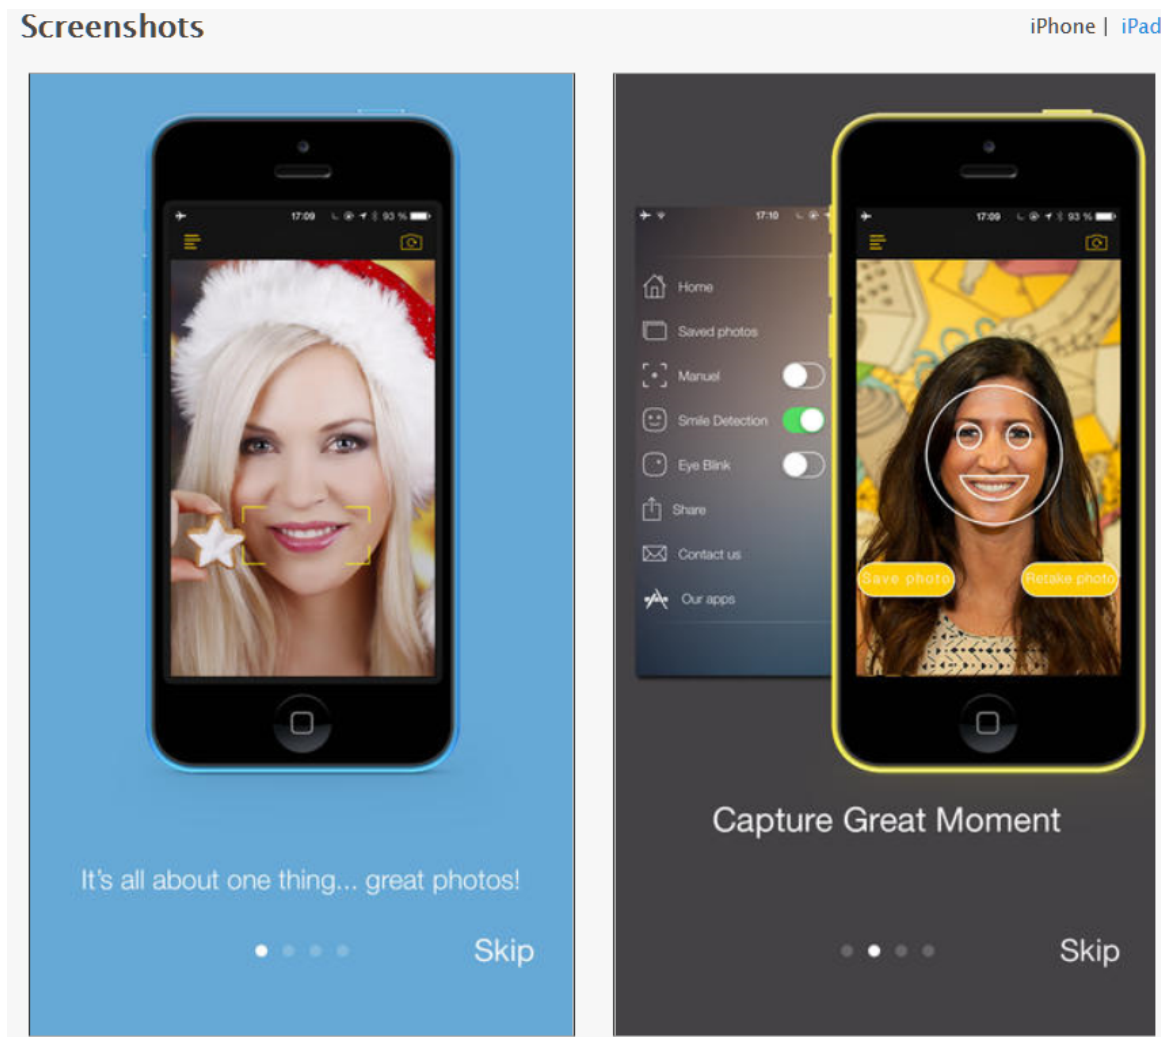 Screenshots
iPhone | iPad
17:09 93 %
It's all about one thing... great photos!
Skip
17:10
Home
Saved photos
Manuel
Smile Detection
Eye Blink
Share
Contact us
Our apps
17:09 93 %
Save photo
Retake photo
Capture Great Moment
Skip